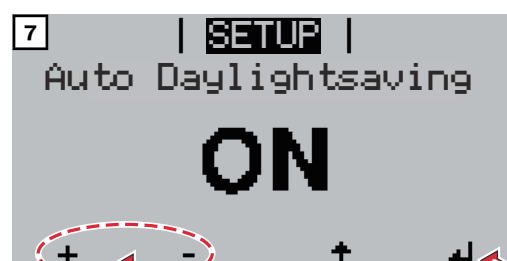 7 | SETUP |
Auto Daylightsaving
ON
+ - ↑ ↵